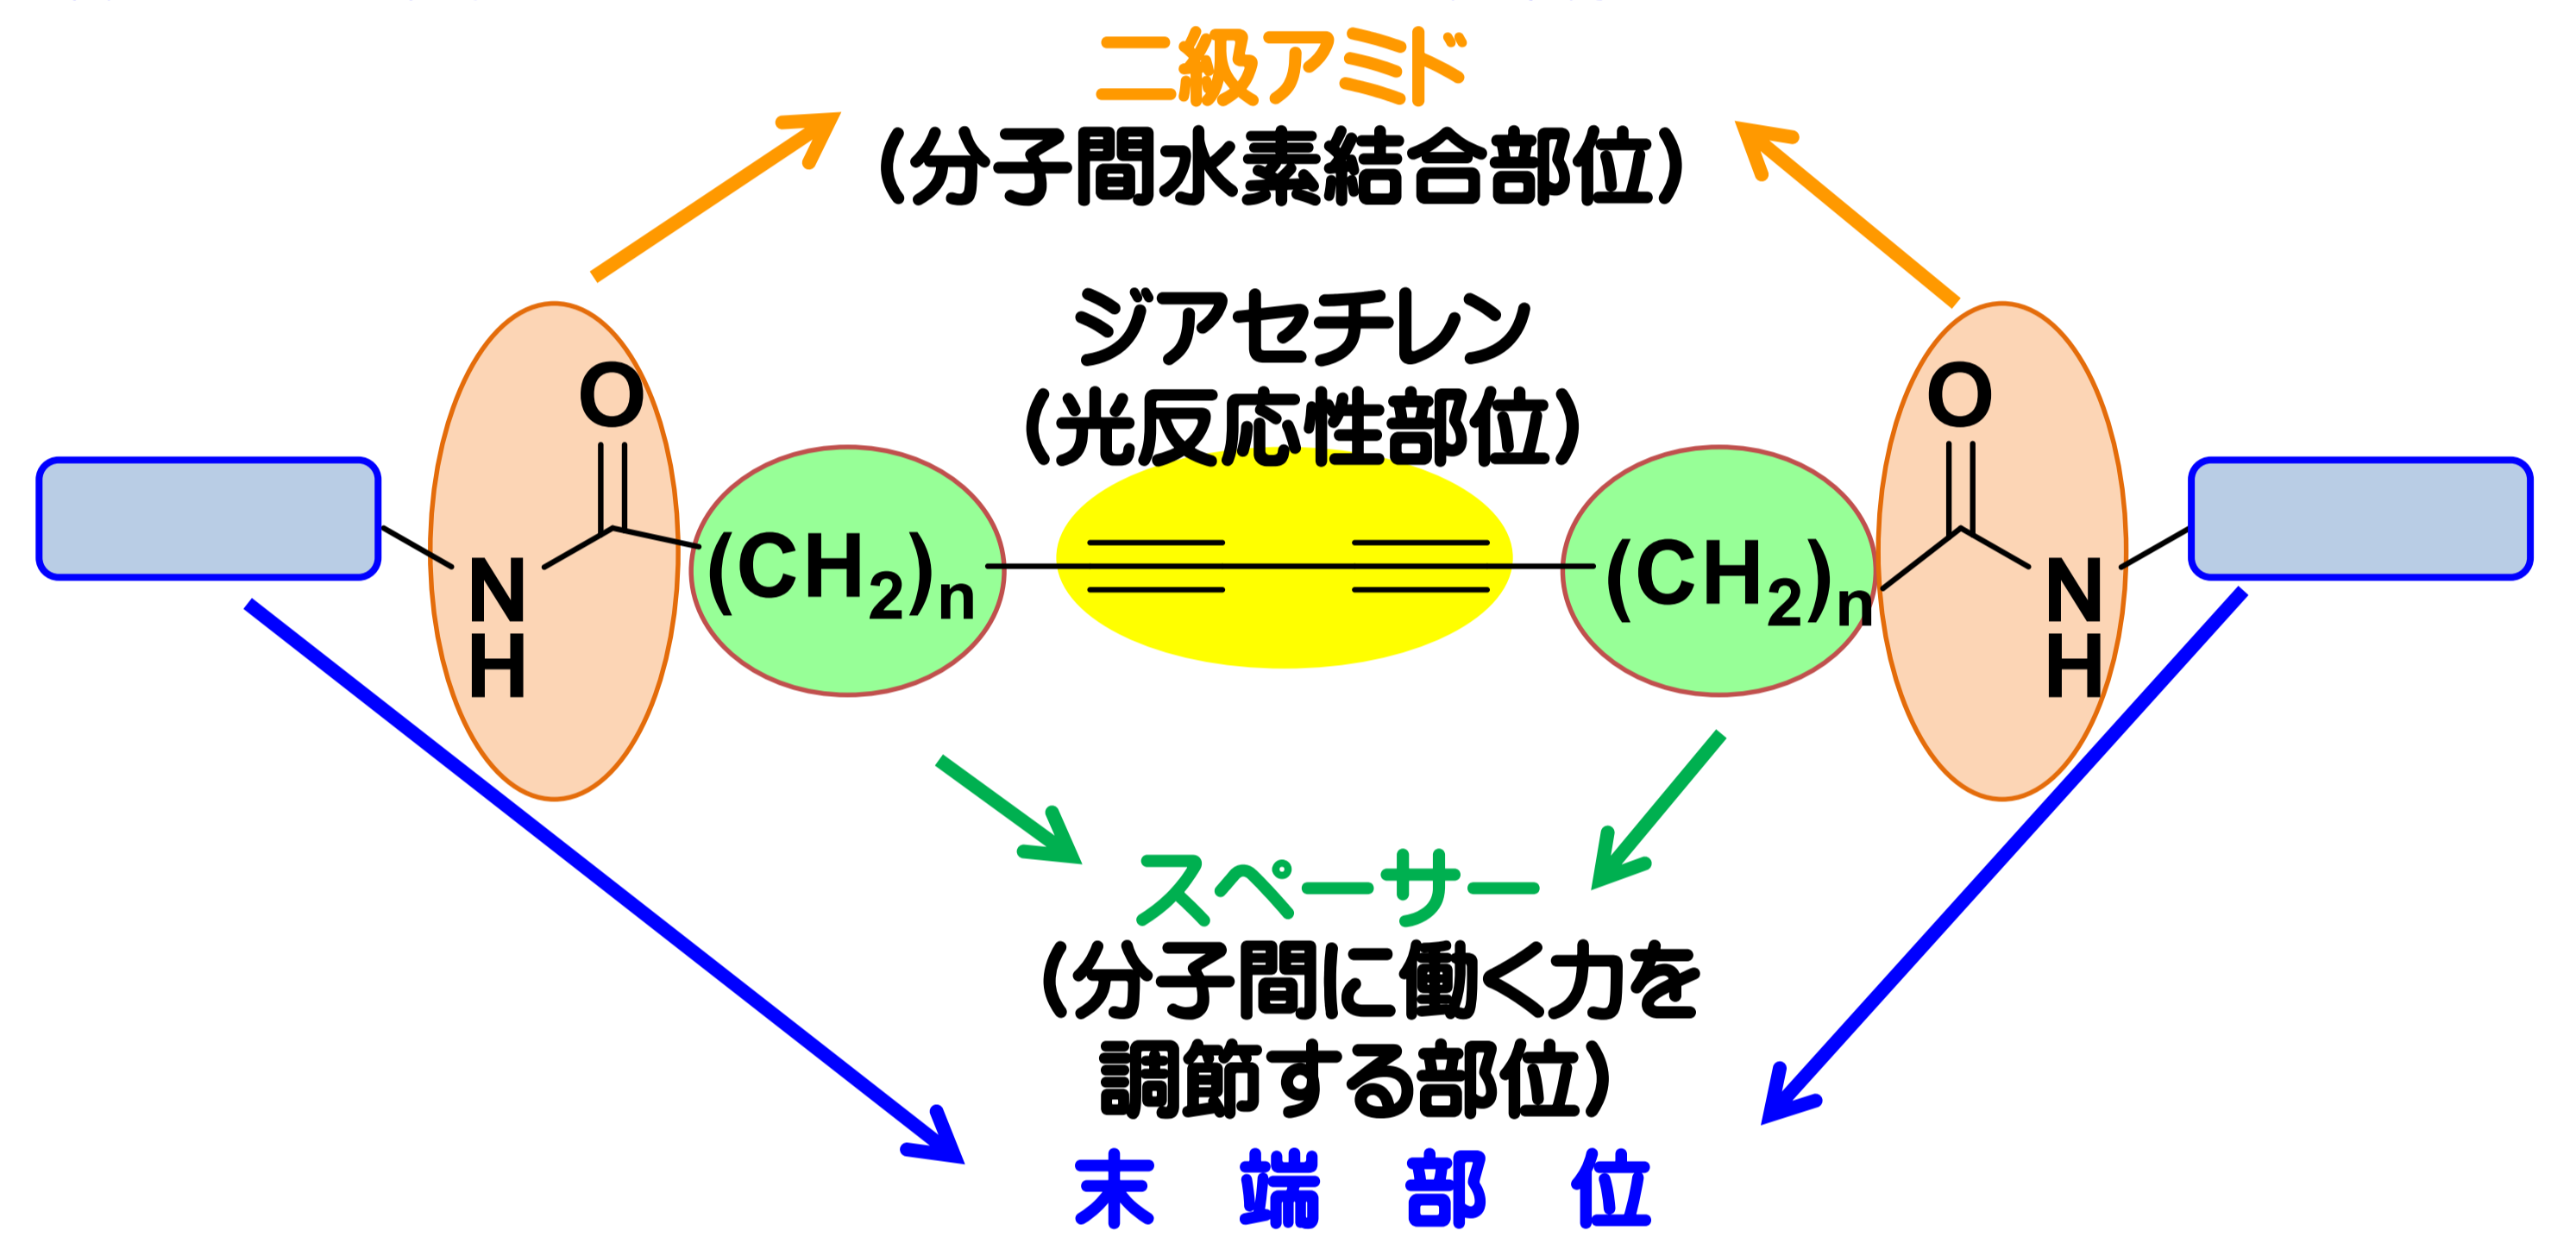 二級アミド
(分子間水素結合部位)
ジアセチレン
(光反応性部位)
O
O
(CH2)n
(CH2)n
N
H
N
H
スペーサー
(分子間に働く力を
調節する部位)
末 端 部 位